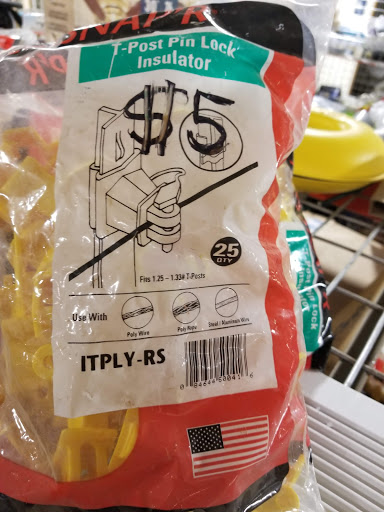 SNAP'R
T-Post Pin Lock
Insulator
$5
25
QTY
Fits 1.25 – 1.33# T-Posts
Use With
Poly Wire
Poly Rope
Steel / Aluminum Wire
ITPLY-RS